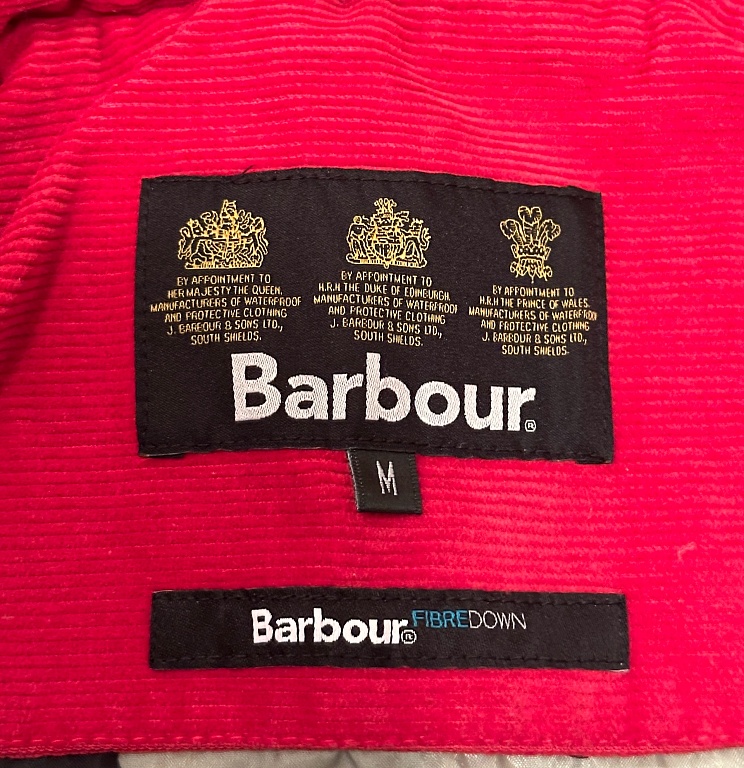 BY APPOINTMENT TO
HER MAJESTY THE QUEEN,
MANUFACTURERS OF WATERPROOF
AND PROTECTIVE CLOTHING
J. BARBOUR & SONS LTD.,
SOUTH SHIELDS.
BY APPOINTMENT TO
H.R.H THE DUKE OF EDINBURGH,
MANUFACTURERS OF WATERPROOF
AND PROTECTIVE CLOTHING
J. BARBOUR & SONS LTD.,
SOUTH SHIELDS.
BY APPOINTMENT TO
H.R.H THE PRINCE OF WALES.
MANUFACTURERS OF WATERPROOF
AND PROTECTIVE CLOTHING
J. BARBOUR & SONS LTD.,
SOUTH SHIELDS.
Barbour®
M
Barbour® FIBREDOWN